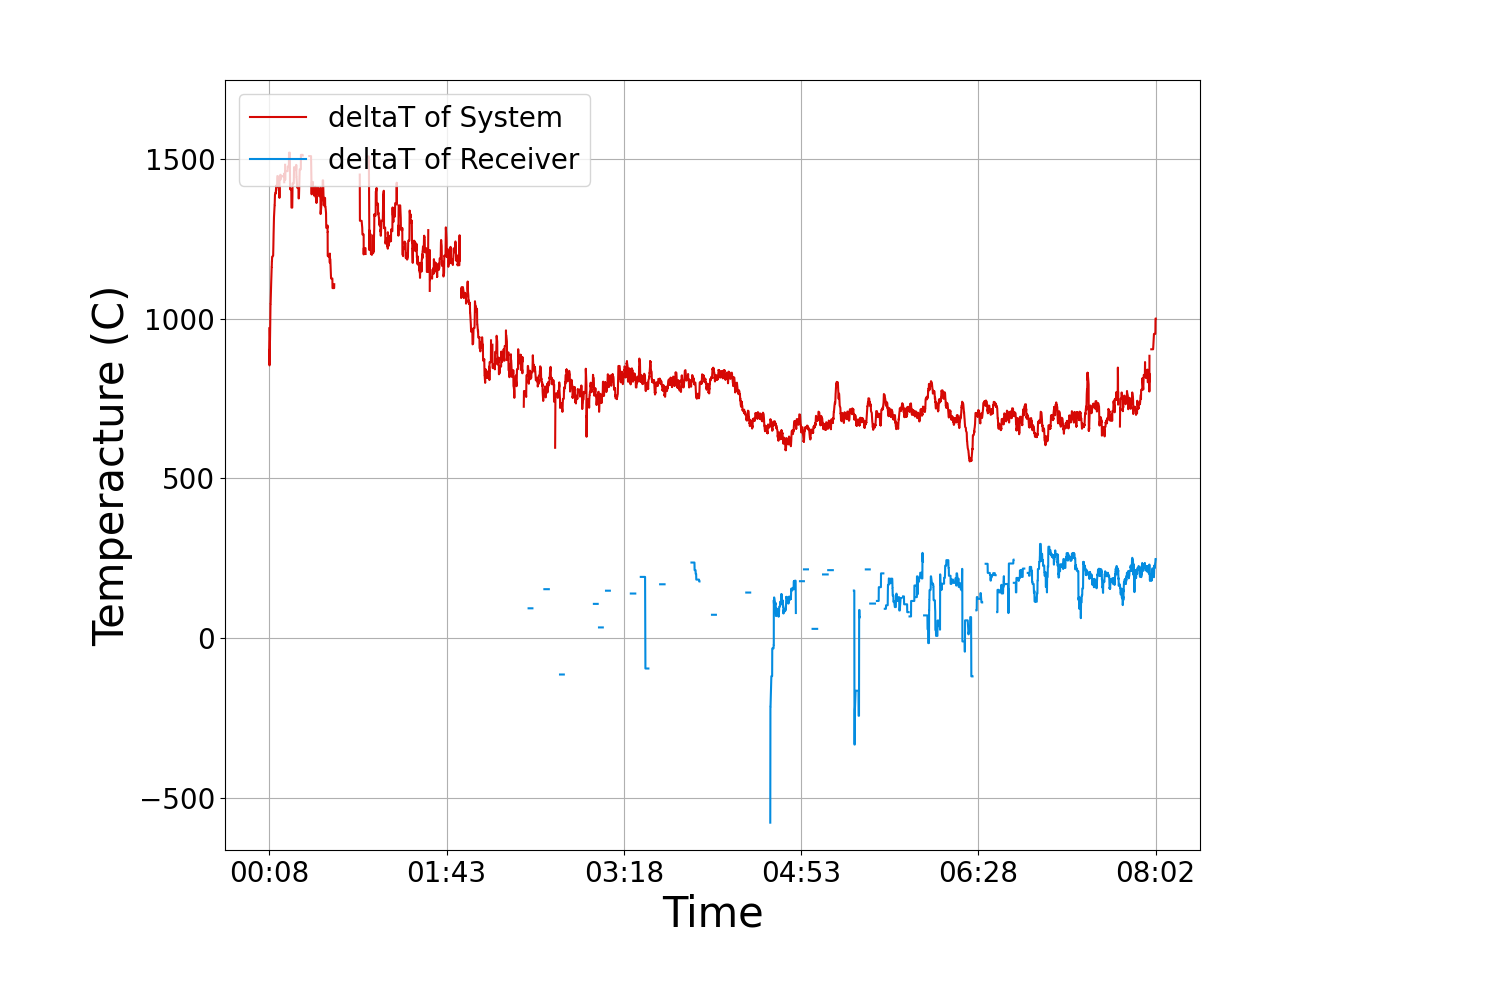 deltaT of System
deltaT of Receiver
1500
1000
500
0
−500
Temperacture (C)
00:08 01:43 03:18 04:53 06:28 08:02
Time